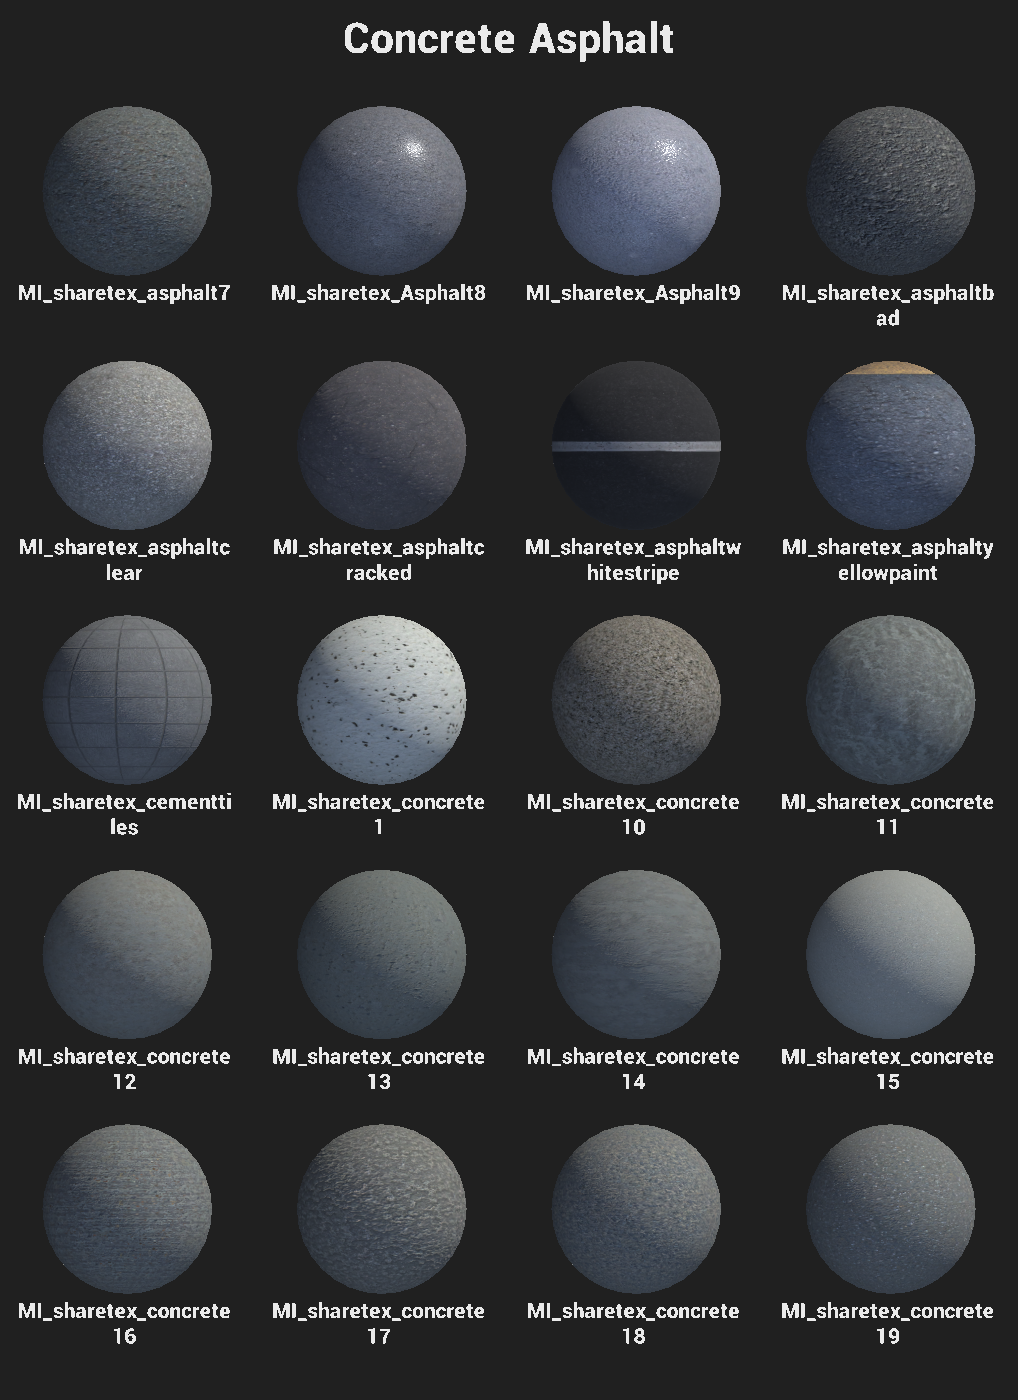 Concrete Asphalt
MI_sharetex_asphalt7
MI_sharetex_Asphalt8
MI_sharetex_Asphalt9
MI_sharetex_asphaltb
ad
MI_sharetex_asphaltc
lear
MI_sharetex_asphaltc
racked
MI_sharetex_asphaltw
hitestripe
MI_sharetex_asphalty
ellowpaint
MI_sharetex_cementti
les
MI_sharetex_concrete
1
MI_sharetex_concrete
10
MI_sharetex_concrete
11
MI_sharetex_concrete
12
MI_sharetex_concrete
13
MI_sharetex_concrete
14
MI_sharetex_concrete
15
MI_sharetex_concrete
16
MI_sharetex_concrete
17
MI_sharetex_concrete
18
MI_sharetex_concrete
19